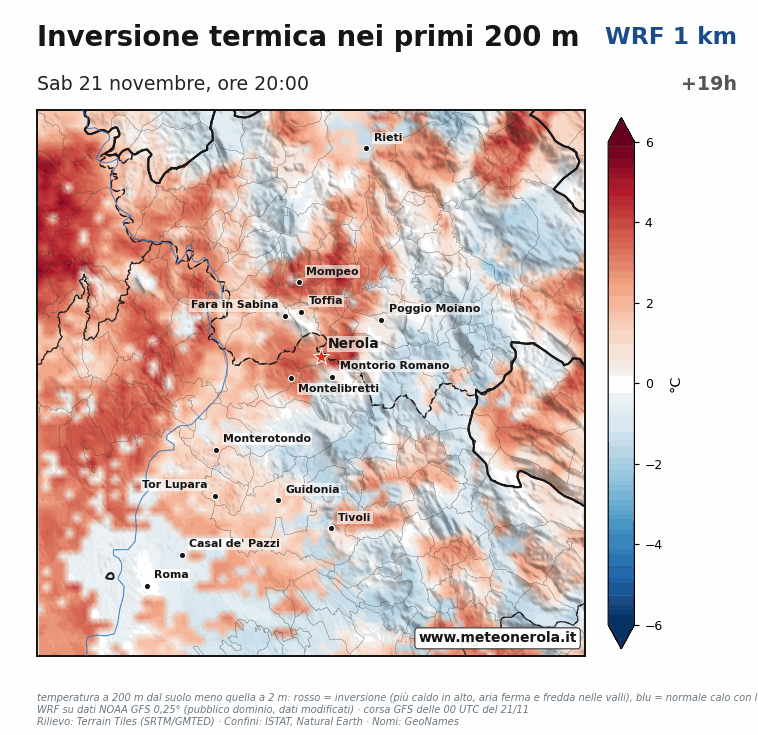 Inversione termica nei primi 200 m
WRF 1 km
Sab 21 novembre, ore 20:00
+19h
Rieti
Mompeo
Fara in Sabina
Toffia
Poggio Moiano
Nerola
Montorio Romano
Montelibretti
Monterotondo
Tor Lupara
Guidonia
Tivoli
Casal de' Pazzi
Roma
www.meteonerola.it
6
4
2
0
−2
−4
−6
°C
temperatura a 200 m dal suolo meno quella a 2 m: rosso = inversione (più caldo in alto, aria ferma e fredda nelle valli), blu = normale calo con l
WRF su dati NOAA GFS 0,25° (pubblico dominio, dati modificati) · corsa GFS delle 00 UTC del 21/11
Rilievo: Terrain Tiles (SRTM/GMTED) · Confini: ISTAT, Natural Earth · Nomi: GeoNames